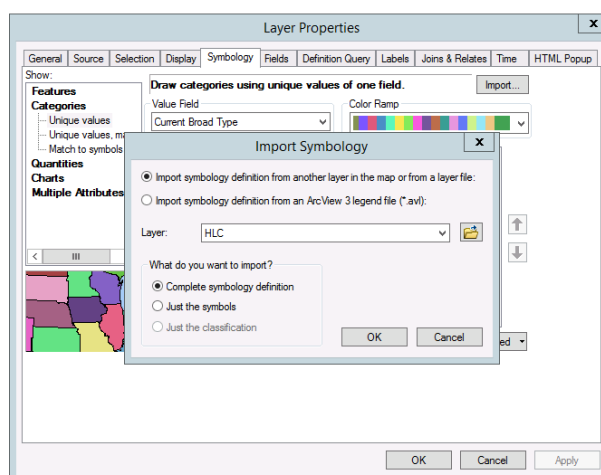 Layer Properties
x
General Source Selection Display Symbology Fields Definition Query Labels Joins & Relates Time HTML Popup
Show:
Features
Categories
Unique values
Unique values, ma
Match to symbols
Quantities
Charts
Multiple Attributes
Draw categories using unique values of one field.
Import...
Value Field
Current Broad Type
Color Ramp
Import Symbology
x
Import symbology definition from another layer in the map or from a layer file:
Import symbology definition from an ArcView 3 legend file (*.avl):
Layer:
HLC
What do you want to import?
Complete symbology definition
Just the symbols
Just the classification
OK
Cancel
ed
OK
Cancel
Apply